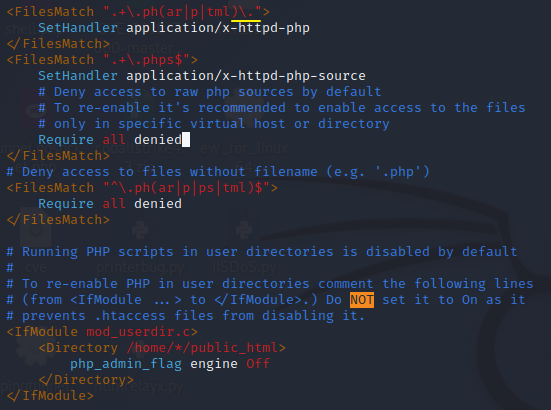 <FilesMatch ".+\.ph(ar|p|tml)\.">
    SetHandler application/x-httpd-php
</FilesMatch>
<FilesMatch ".+\.phps$">
    SetHandler application/x-httpd-php-source
    # Deny access to raw php sources by default
    # To re-enable it's recommended to enable access to the files
    # only in specific virtual host or directory
    Require all denied
</FilesMatch>
# Deny access to files without filename (e.g. '.php')
<FilesMatch "^\.ph(ar|p|ps|tml)$">
    Require all denied
</FilesMatch>

# Running PHP scripts in user directories is disabled by default
#
# To re-enable PHP in user directories comment the following lines
# (from <IfModule ...> to </IfModule>.) Do NOT set it to On as it
# prevents .htaccess files from disabling it.
<IfModule mod_userdir.c>
    <Directory /home/*/public_html>
        php_admin_flag engine Off
    </Directory>
</IfModule>